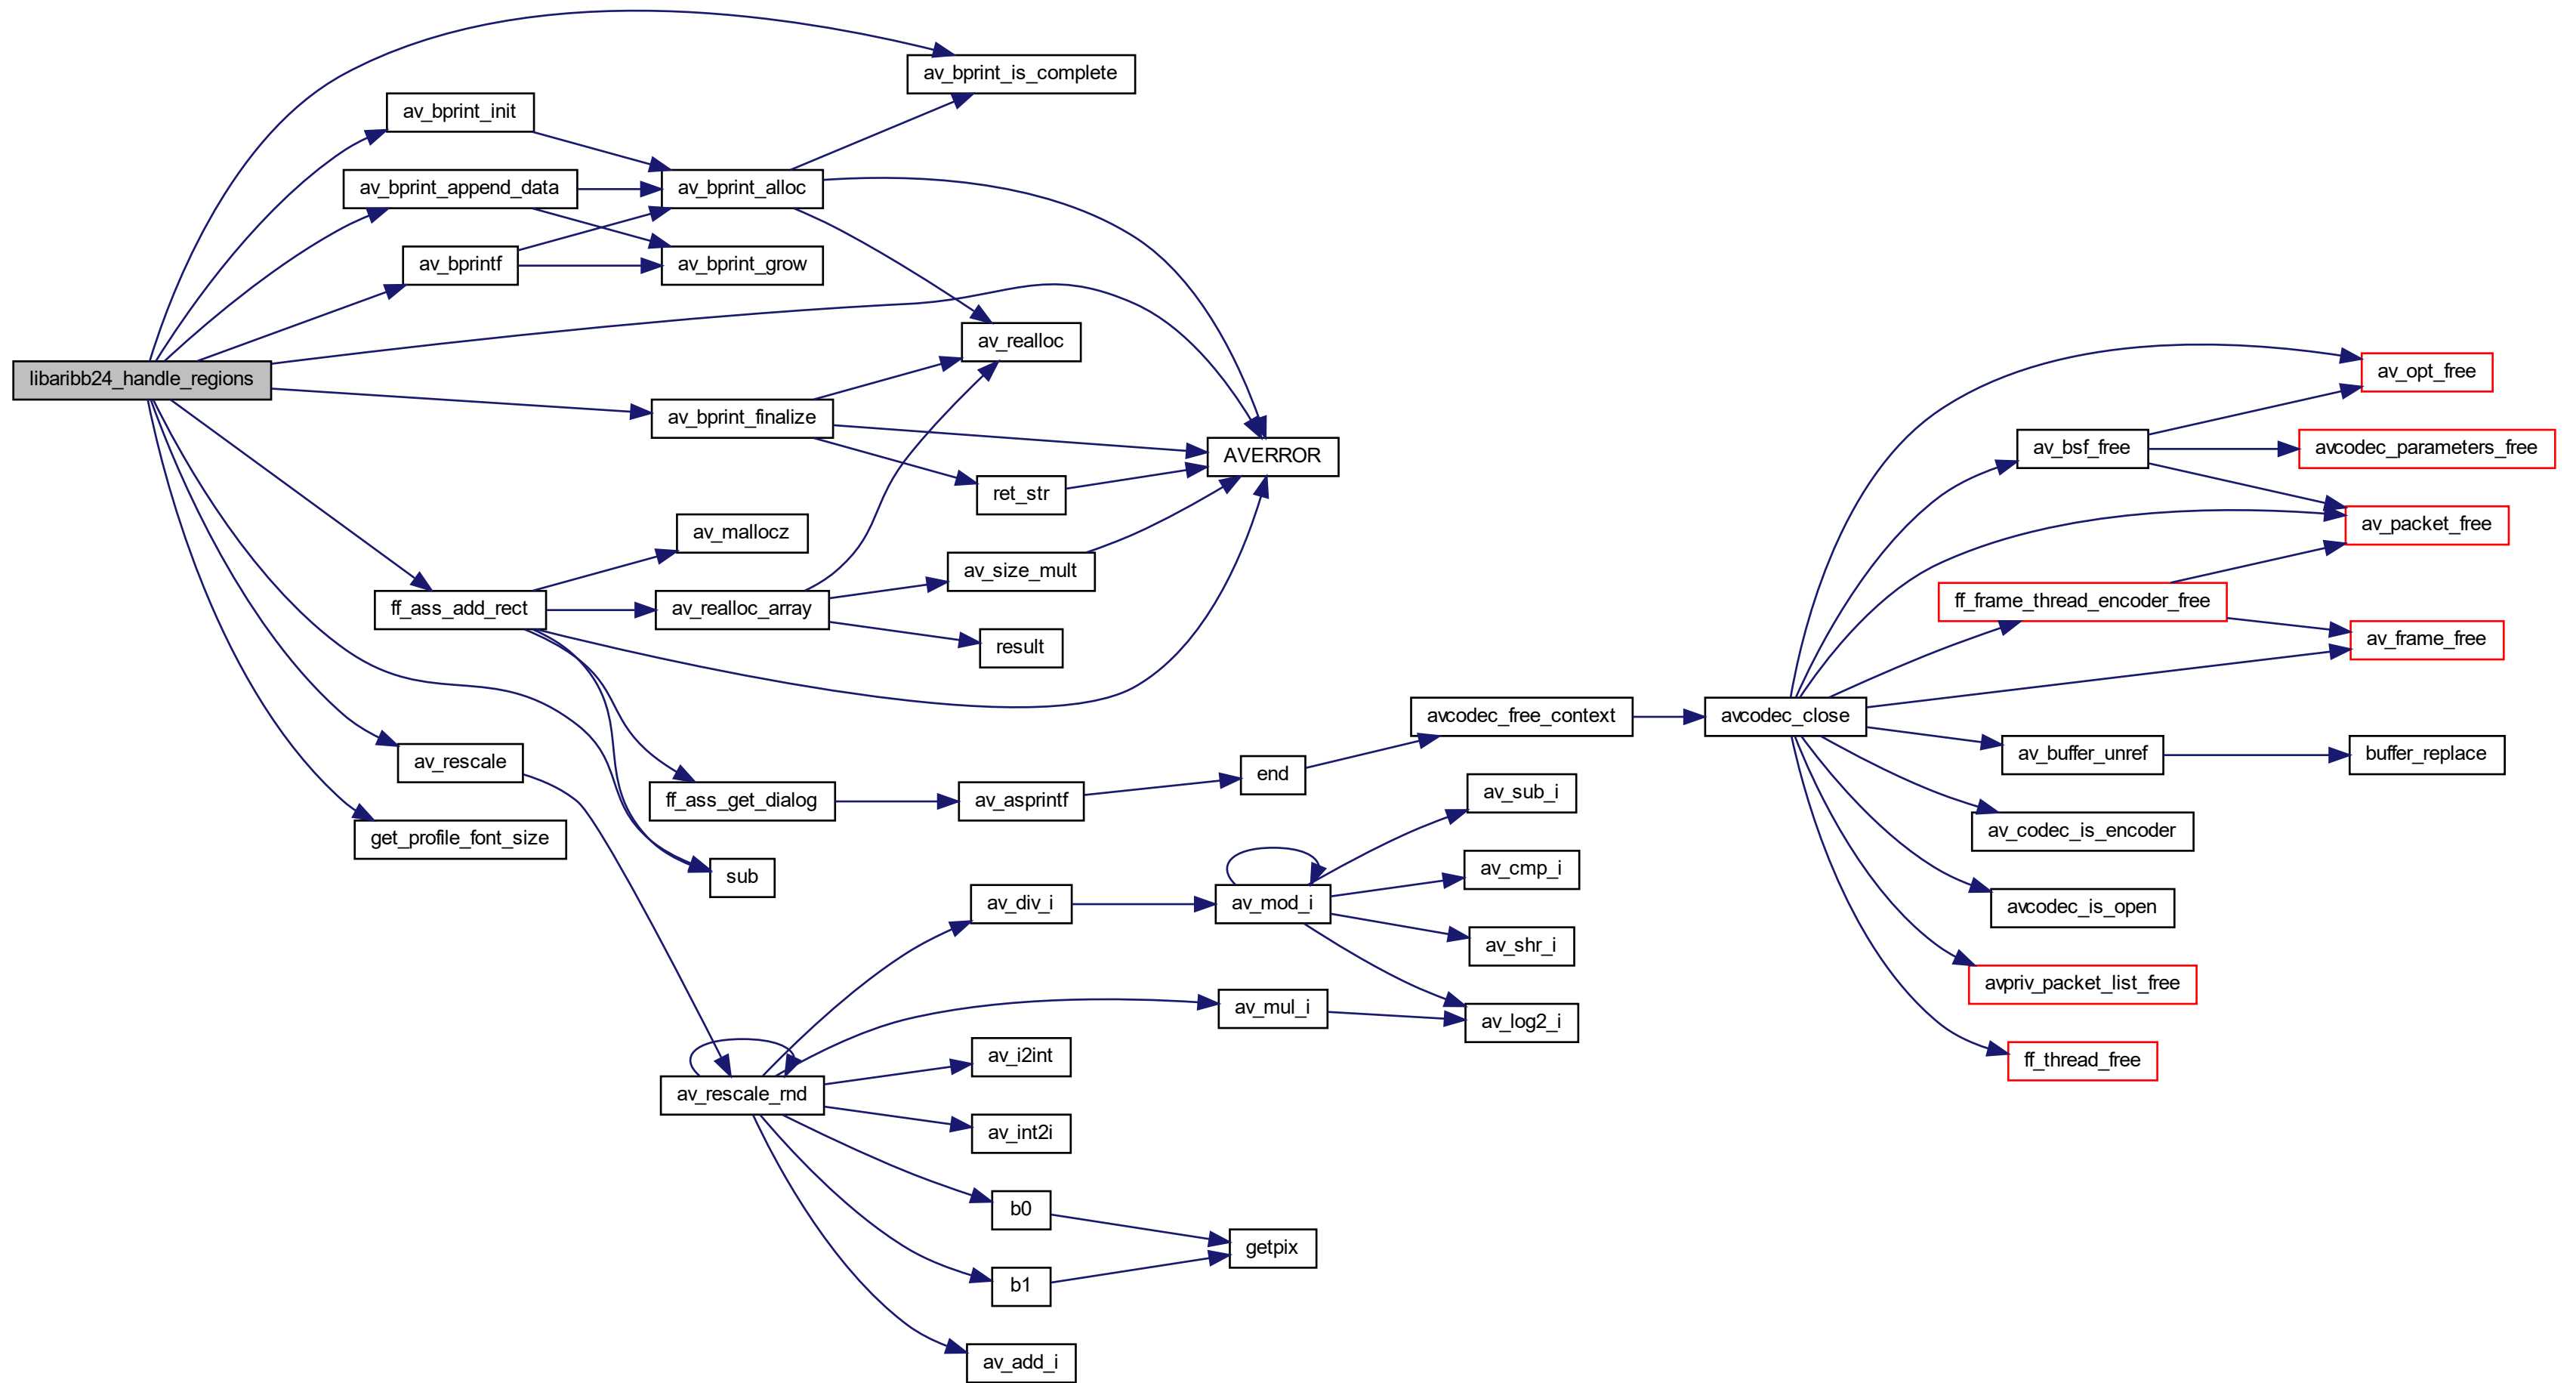 libaribb24_handle_regions
av_bprint_is_complete
av_bprint_init
av_bprint_append_data
av_bprint_alloc
av_bprintf
av_bprint_grow
av_realloc
av_bprint_finalize
AVERROR
ret_str
av_mallocz
av_size_mult
ff_ass_add_rect
av_realloc_array
result
av_rescale
ff_ass_get_dialog
av_asprintf
end
avcodec_free_context
avcodec_close
get_profile_font_size
sub
av_opt_free
av_bsf_free
avcodec_parameters_free
av_packet_free
ff_frame_thread_encoder_free
av_frame_free
av_buffer_unref
buffer_replace
av_codec_is_encoder
avcodec_is_open
avpriv_packet_list_free
ff_thread_free
av_sub_i
av_cmp_i
av_div_i
av_mod_i
av_shr_i
av_mul_i
av_log2_i
av_i2int
av_rescale_rnd
av_int2i
b0
getpix
b1
av_add_i